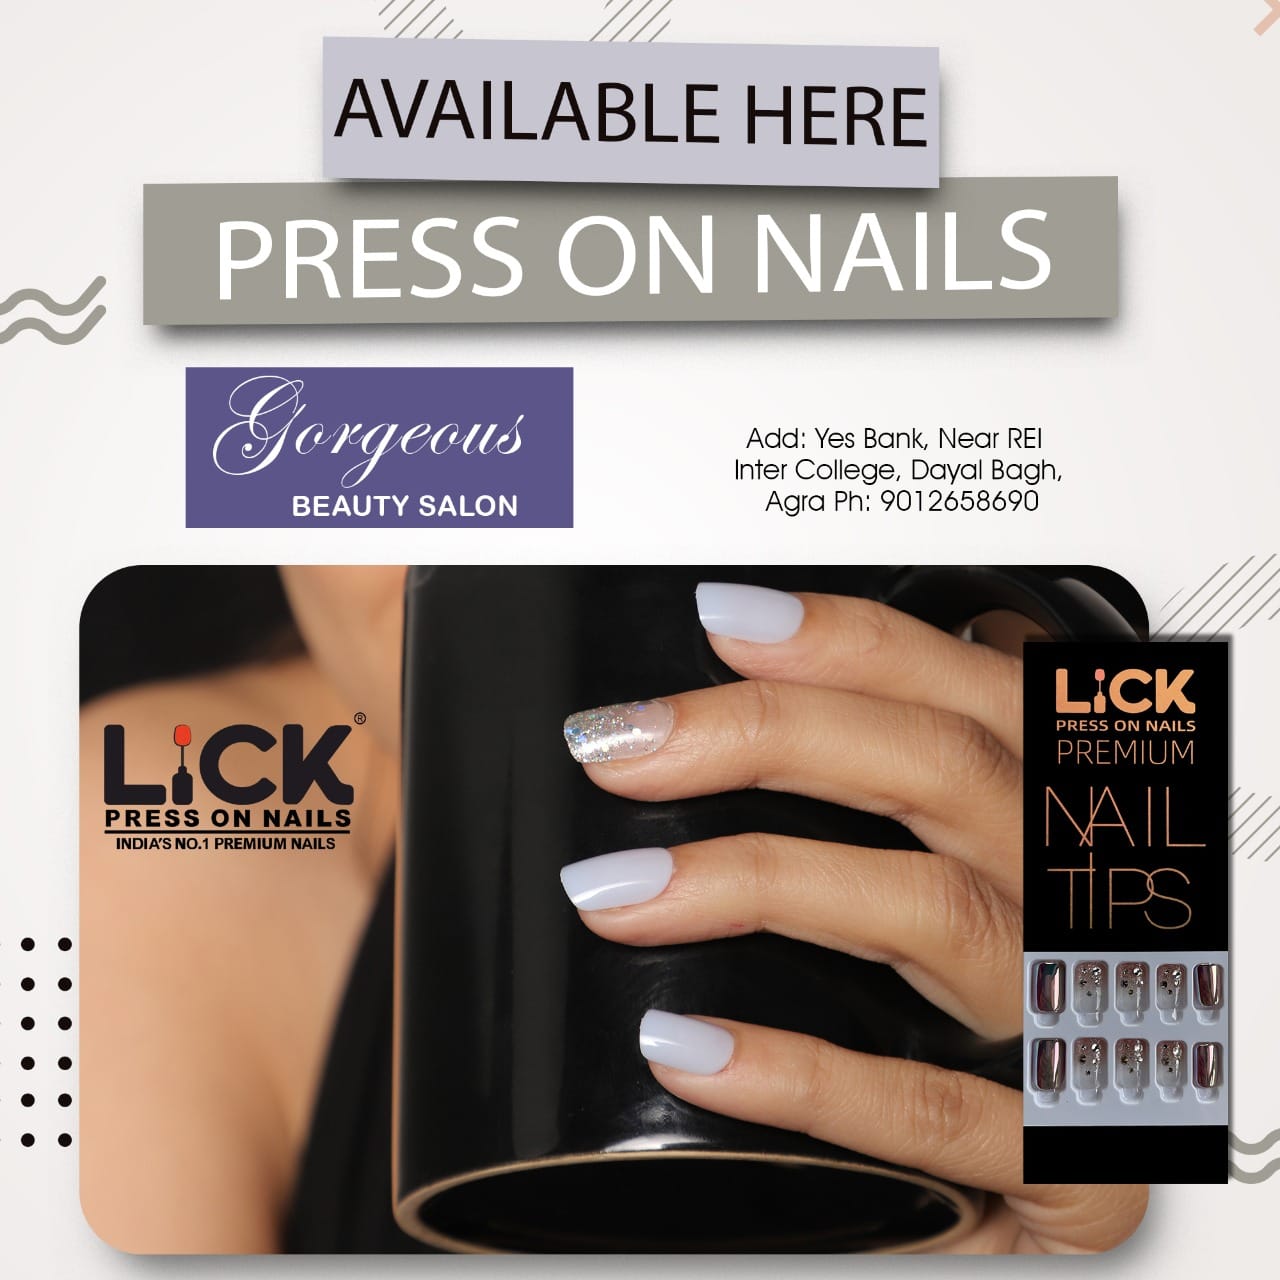 AVAILABLE HERE
PRESS ON NAILS
Gorgeous
BEAUTY SALON
Add: Yes Bank, Near REI
Inter College, Dayal Bagh,
Agra Ph: 9012658690
LiCK®
PRESS ON NAILS
INDIA'S NO.1 PREMIUM NAILS
LiCK
PRESS ON NAILS
PREMIUM
NAIL
TIPS